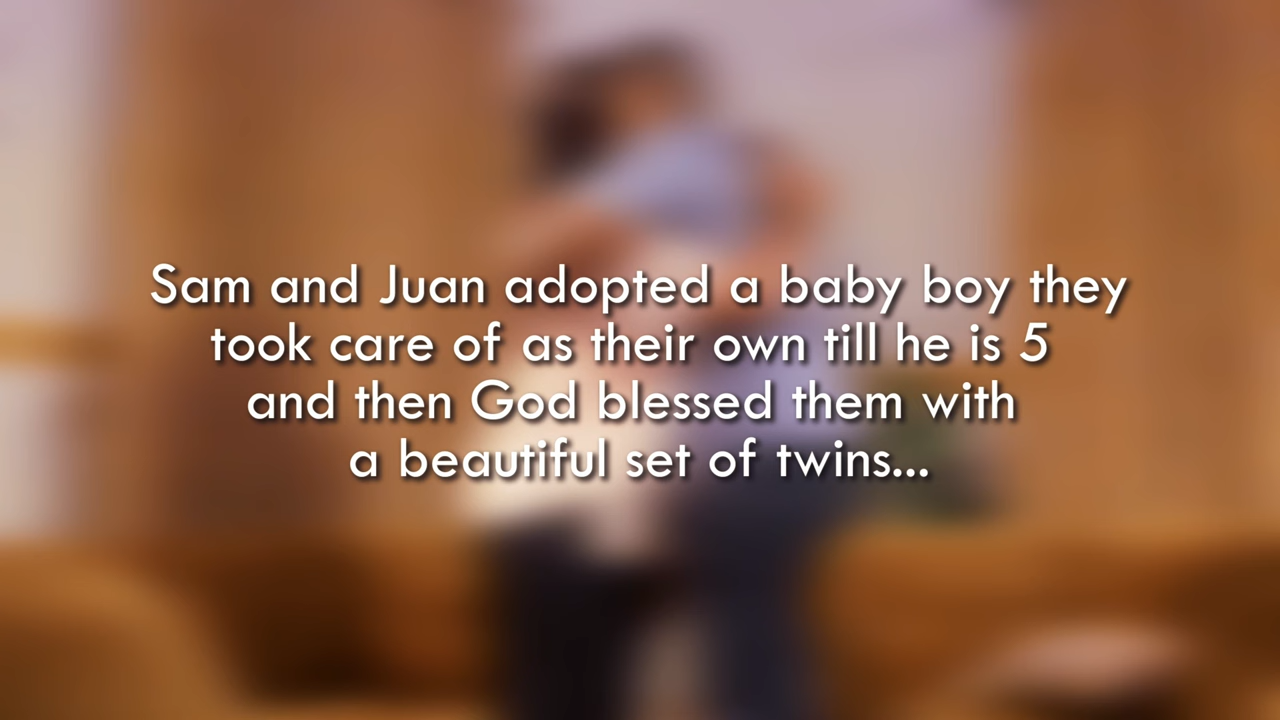 Sam and Juan adopted a baby boy they
took care of as their own till he is 5
and then God blessed them with
a beautiful set of twins...